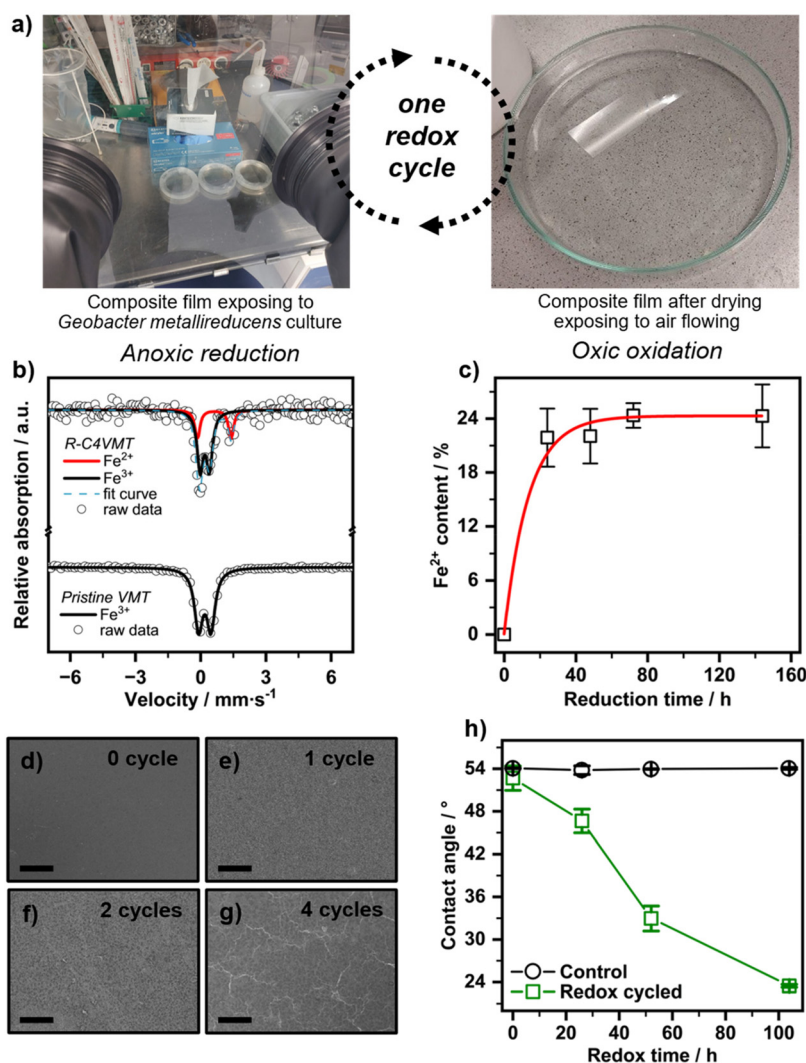 a)
one
redox
cycle
Composite film exposing to
Geobacter metallireducens culture
Composite film after drying
exposing to air flowing
Anoxic reduction
Oxic oxidation
b)
Relative absorption / a.u.
R-C4VMT
Fe²⁺
Fe³⁺
fit curve
raw data
Pristine VMT
Fe³⁺
raw data
−6 −3 0 3 6
Velocity / mm·s⁻¹
c)
Fe²⁺ content / %
24
18
12
6
0
0 40 80 120 160
Reduction time / h
d) 0 cycle
e) 1 cycle
f) 2 cycles
g) 4 cycles
h)
Contact angle / °
54
48
42
36
30
24
Control
Redox cycled
0 20 40 60 80 100
Redox time / h